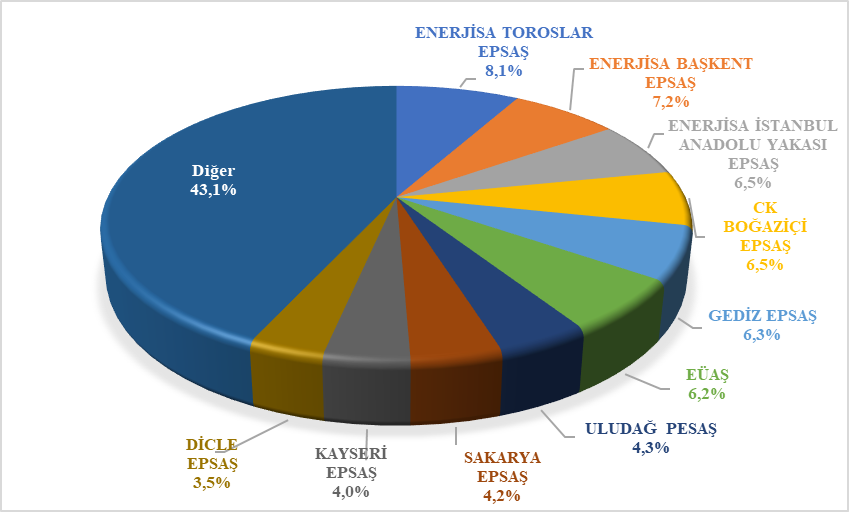 ENERJİSA TOROSLAR
EPSAŞ
8,1%
ENERJİSA BAŞKENT
EPSAŞ
7,2%
ENERJİSA İSTANBUL
ANADOLU YAKASI
EPSAŞ
6,5%
CK
BOĞAZİÇİ
EPSAŞ
6,5%
GEDİZ EPSAŞ
6,3%
EÜAŞ
6,2%
ULUDAĞ PESAŞ
4,3%
SAKARYA
EPSAŞ
4,2%
KAYSERİ
EPSAŞ
4,0%
DİCLE
EPSAŞ
3,5%
Diğer
43,1%